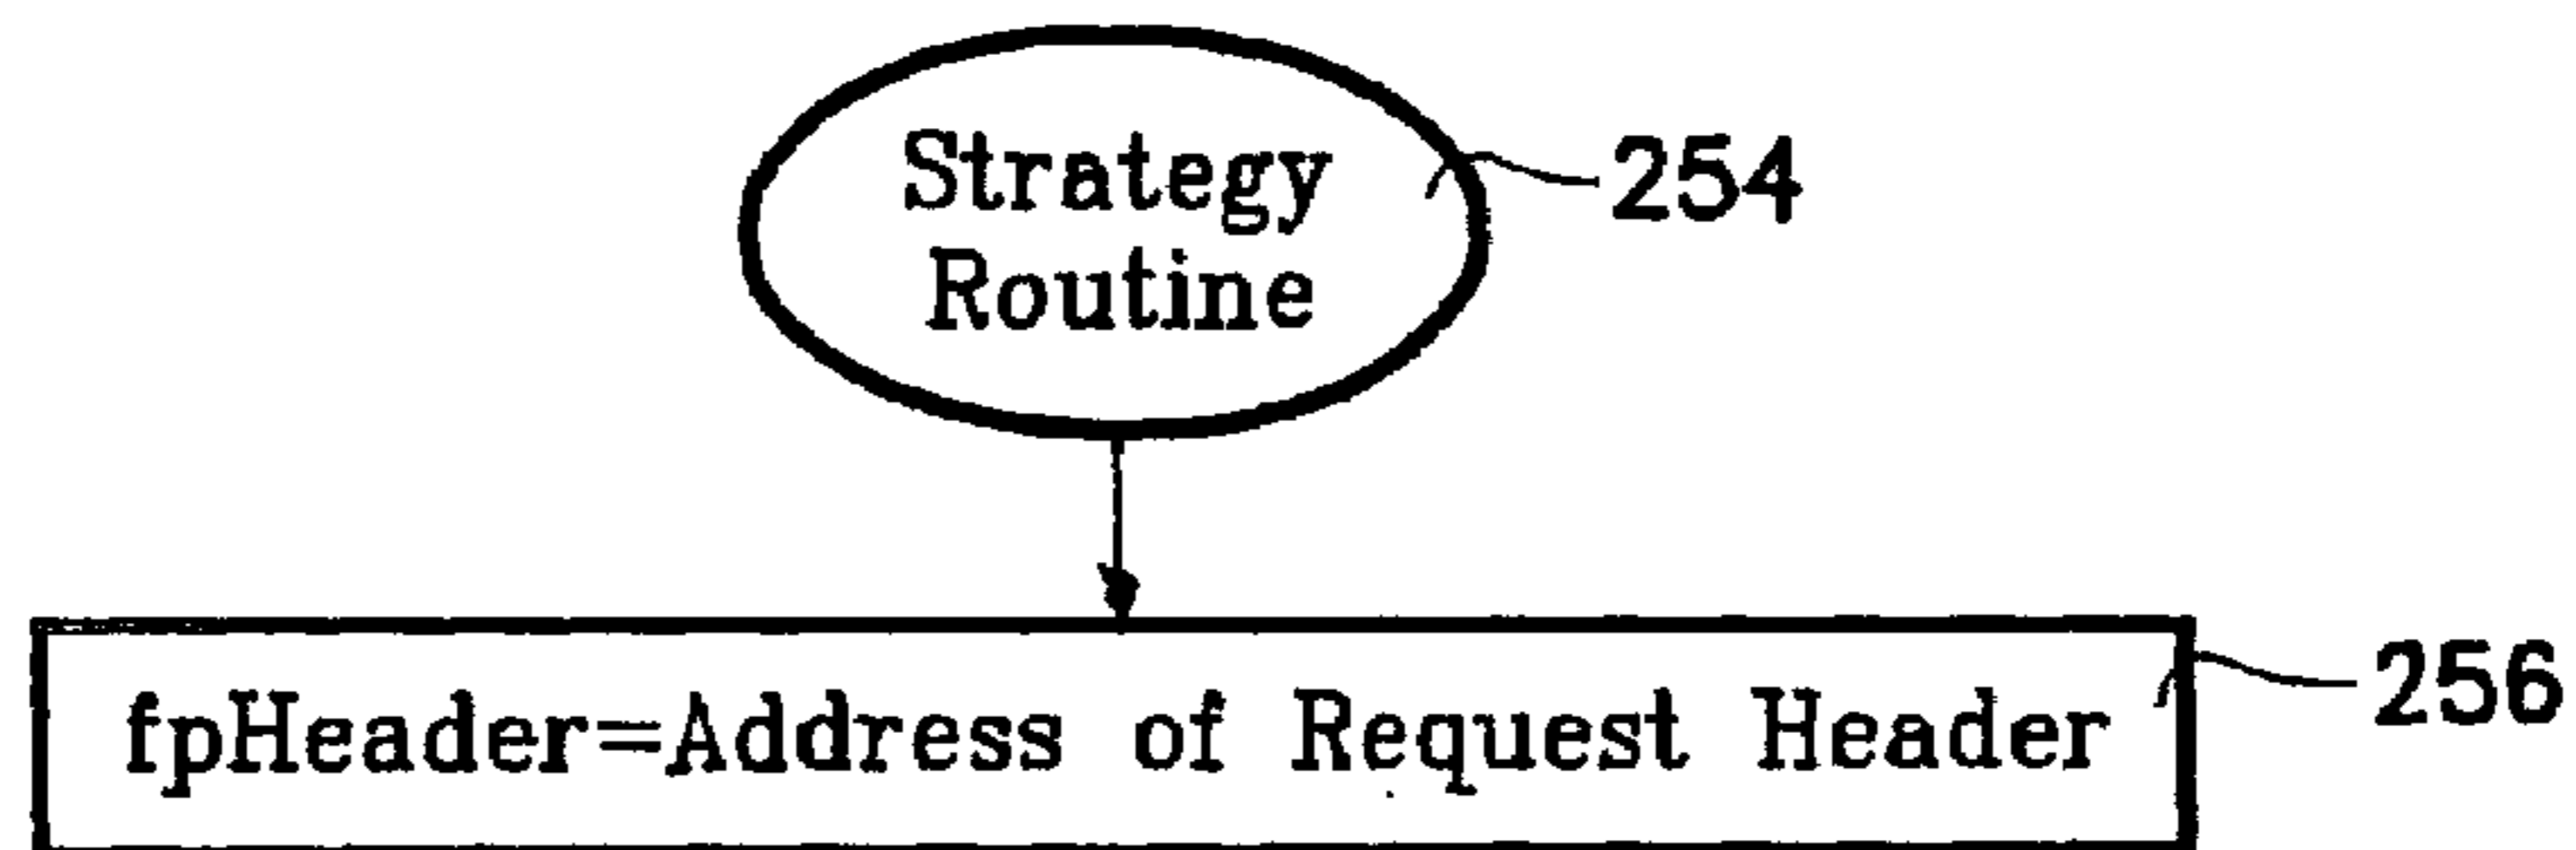 Strategy
Routine
254
fpHeader=Address of Request Header
256